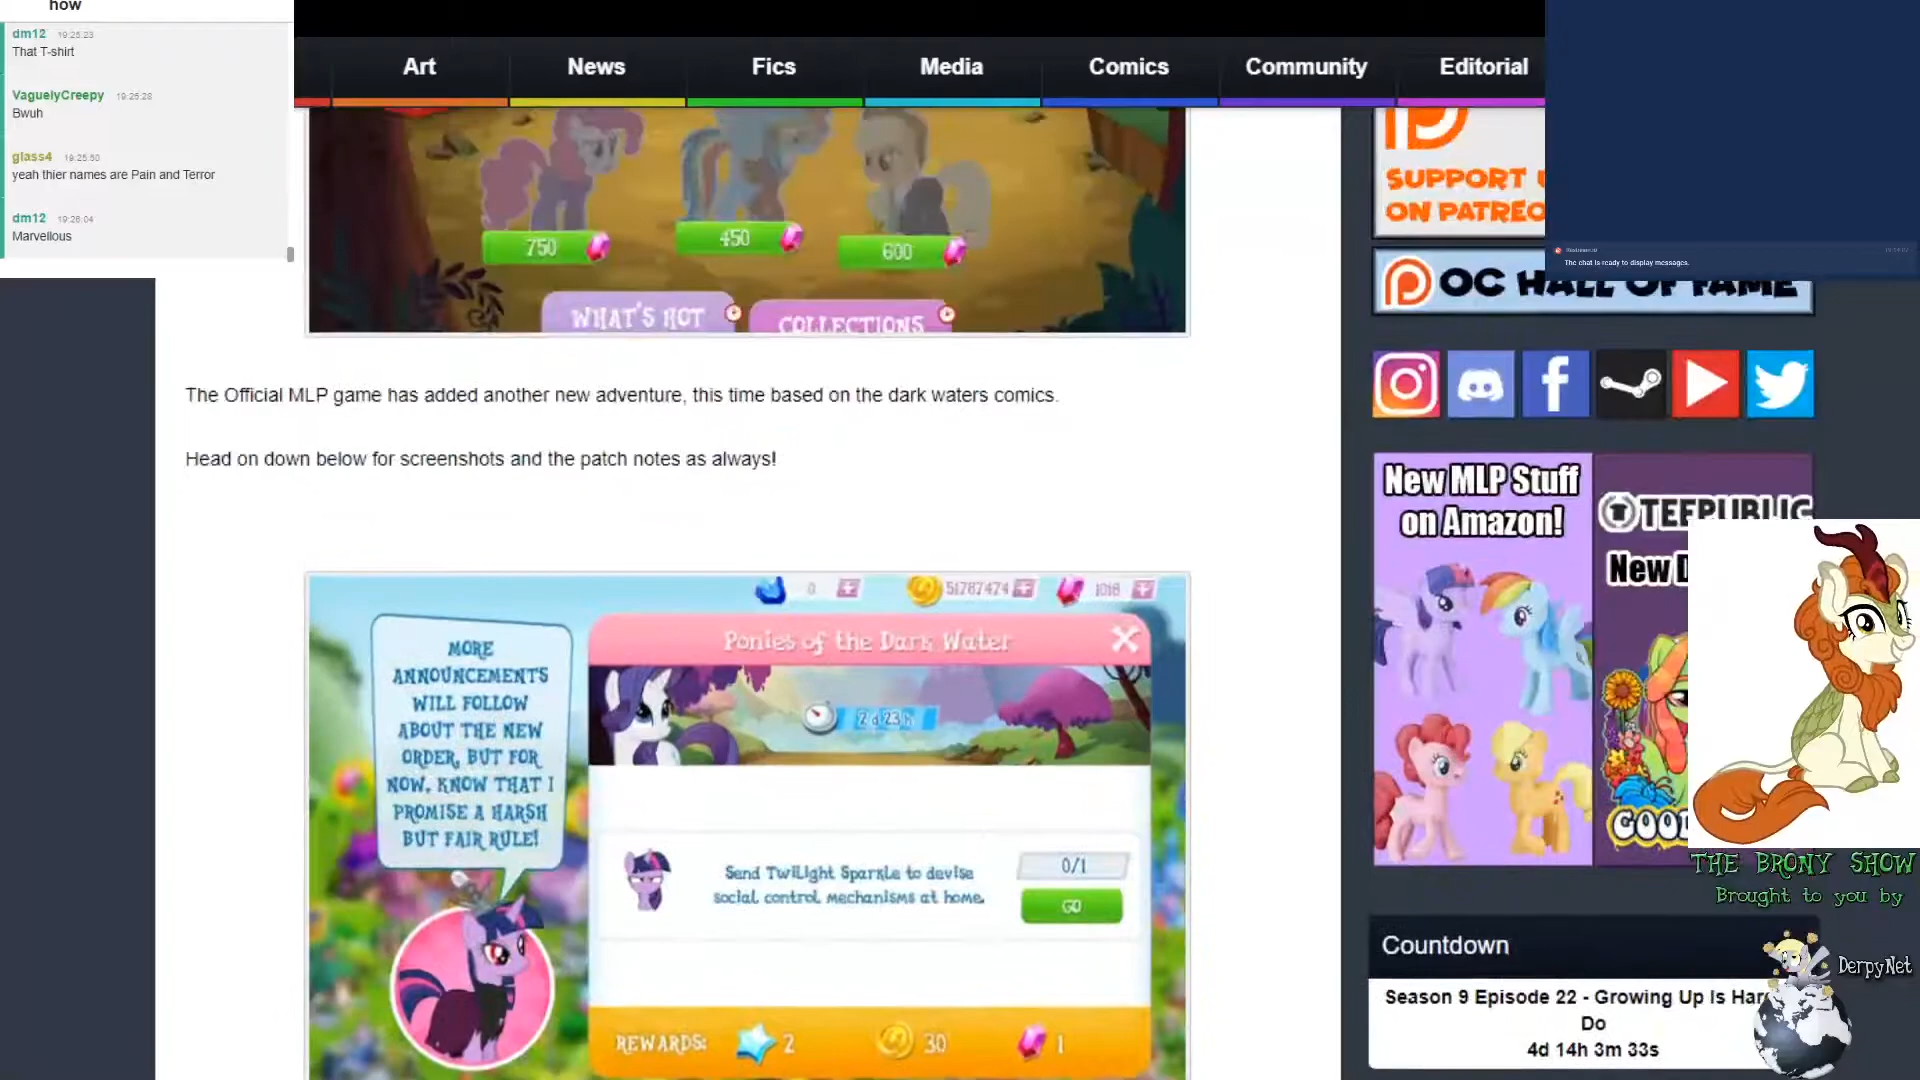 how
dm12 19:25:23
That T-shirt
VaguelyCreepy 19:25:28
Bwuh
glass4 19:25:50
yeah thier names are Pain and Terror
dm12 19:26:04
Marvellous
Art News Fics Media Comics Community Editorial
750
450
600
WHAT'S HOT
COLLECTIONS
The Official MLP game has added another new adventure, this time based on the dark waters comics.
Head on down below for screenshots and the patch notes as always!
0 51787474 1018
MORE
ANNOUNCEMENTS
WILL FOLLOW
ABOUT THE NEW
ORDER, BUT FOR
NOW, KNOW THAT I
PROMISE A HARSH
BUT FAIR RULE!
Ponies of the Dark Water
2d 23h
Send Twilight Sparkle to devise
social control mechanisms at home.
0/1
GO
REWARDS: 2 30 1
SUPPORT
ON PATREO
The chat is ready to display messages.
OC HALL OF FAME
New MLP Stuff
on Amazon!
TEEPUBLIC
New D
GOOD
THE BRONY SHOW
Brought to you by
DerpyNet
Countdown
Season 9 Episode 22 - Growing Up Is Har
Do
4d 14h 3m 33s